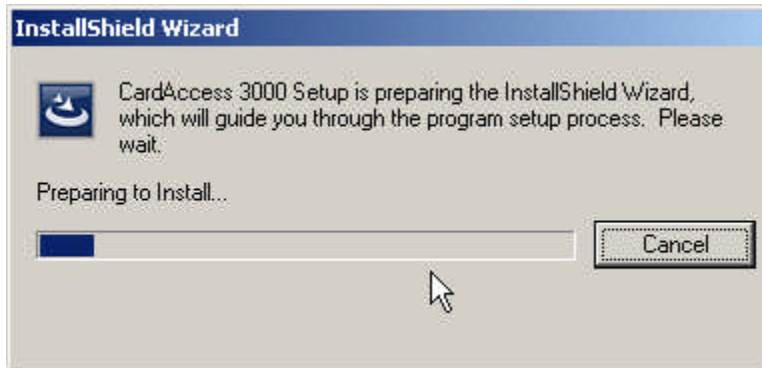 InstallShield Wizard
CardAccess 3000 Setup is preparing the InstallShield Wizard,
which will guide you through the program setup process.  Please
wait.
Preparing to Install...
Cancel